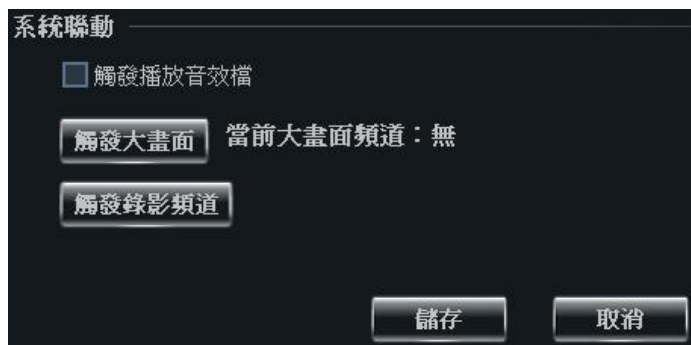 系統聯動
觸發播放音效檔
觸發大畫面 當前大畫面頻道：無
觸發錄影頻道
儲存 取消